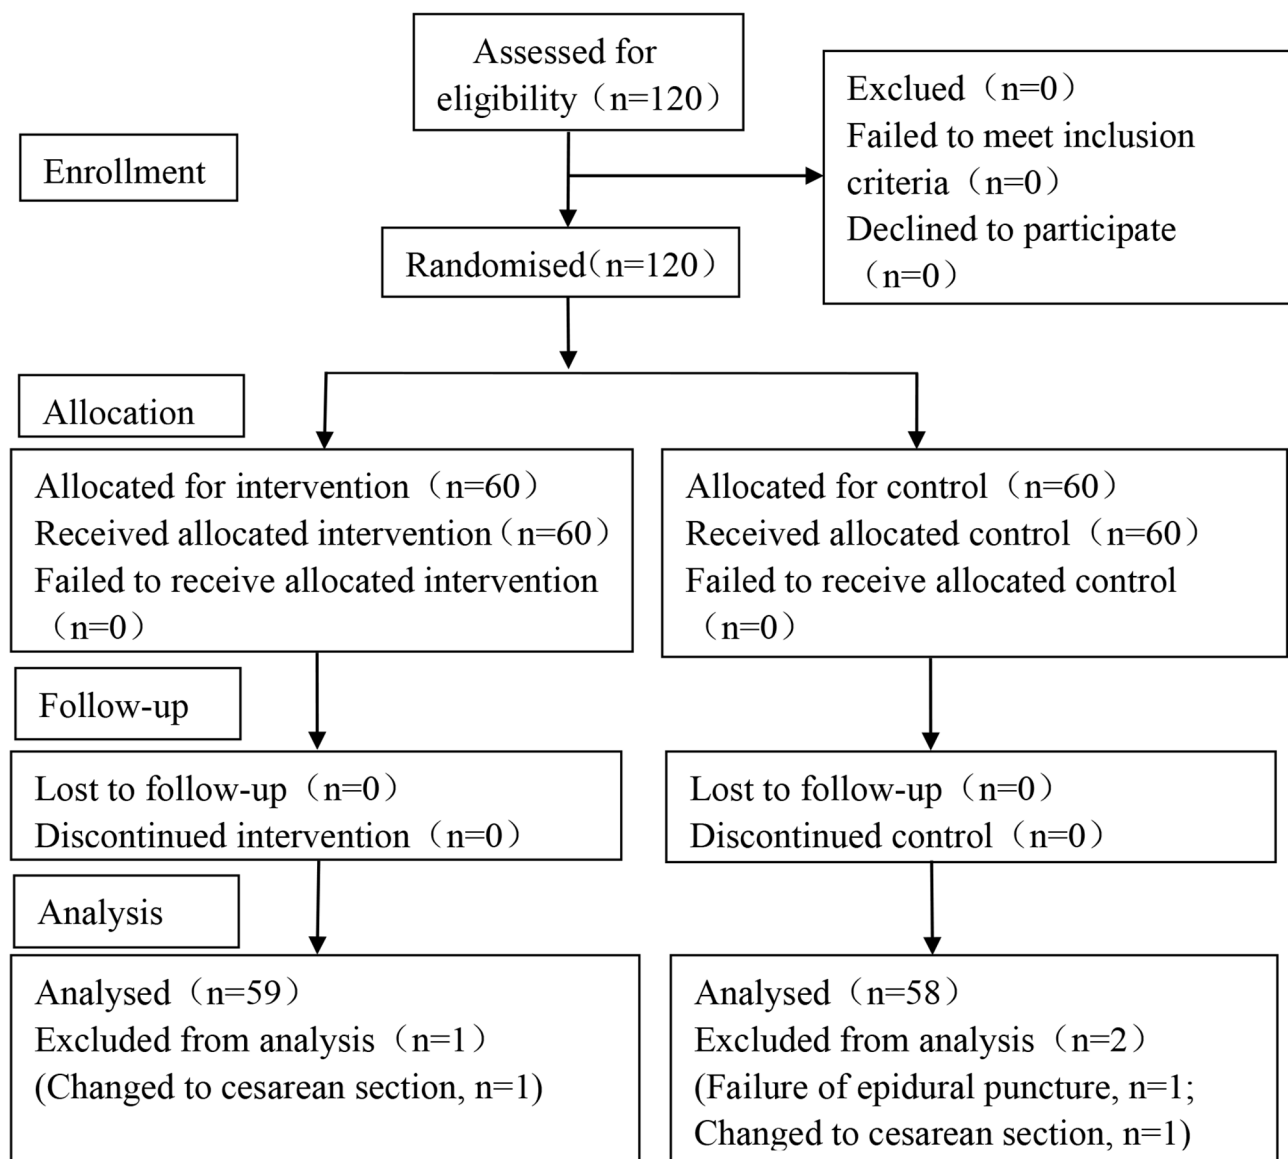 Assessed for
eligibility（n=120）
Exclued（n=0）
Failed to meet inclusion
criteria（n=0）
Declined to participate
（n=0）
Enrollment
Randomised（n=120）
Allocation
Allocated for intervention（n=60）
Received allocated intervention（n=60）
Failed to receive allocated intervention
（n=0）
Allocated for control（n=60）
Received allocated control（n=60）
Failed to receive allocated control
（n=0）
Follow-up
Lost to follow-up（n=0）
Discontinued intervention（n=0）
Lost to follow-up（n=0）
Discontinued control（n=0）
Analysis
Analysed（n=59）
Excluded from analysis（n=1）
(Changed to cesarean section, n=1)
Analysed（n=58）
Excluded from analysis（n=2）
(Failure of epidural puncture, n=1;
Changed to cesarean section, n=1)